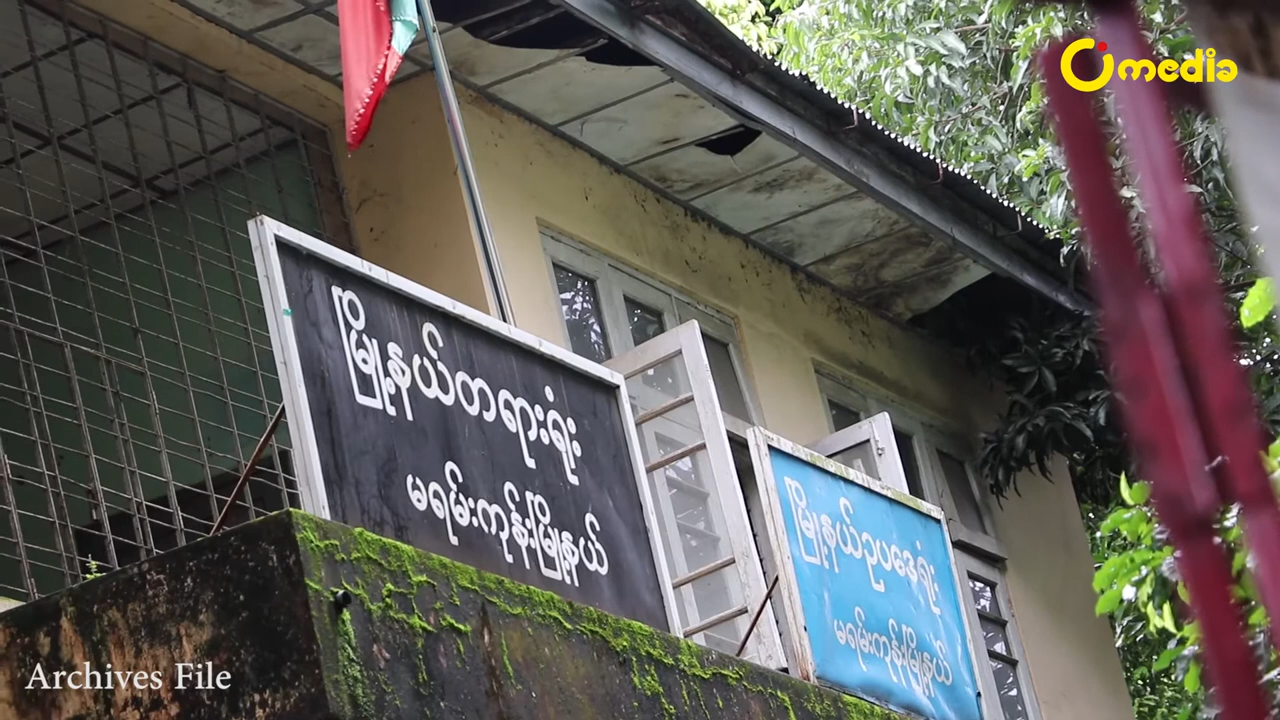 media
မြို့နယ်တရားရုံး
မရမ်းကုန်းမြို့နယ်
မြို့နယ်ဥပဒေရုံး
မရမ်းကုန်းမြို့နယ်
Archives File